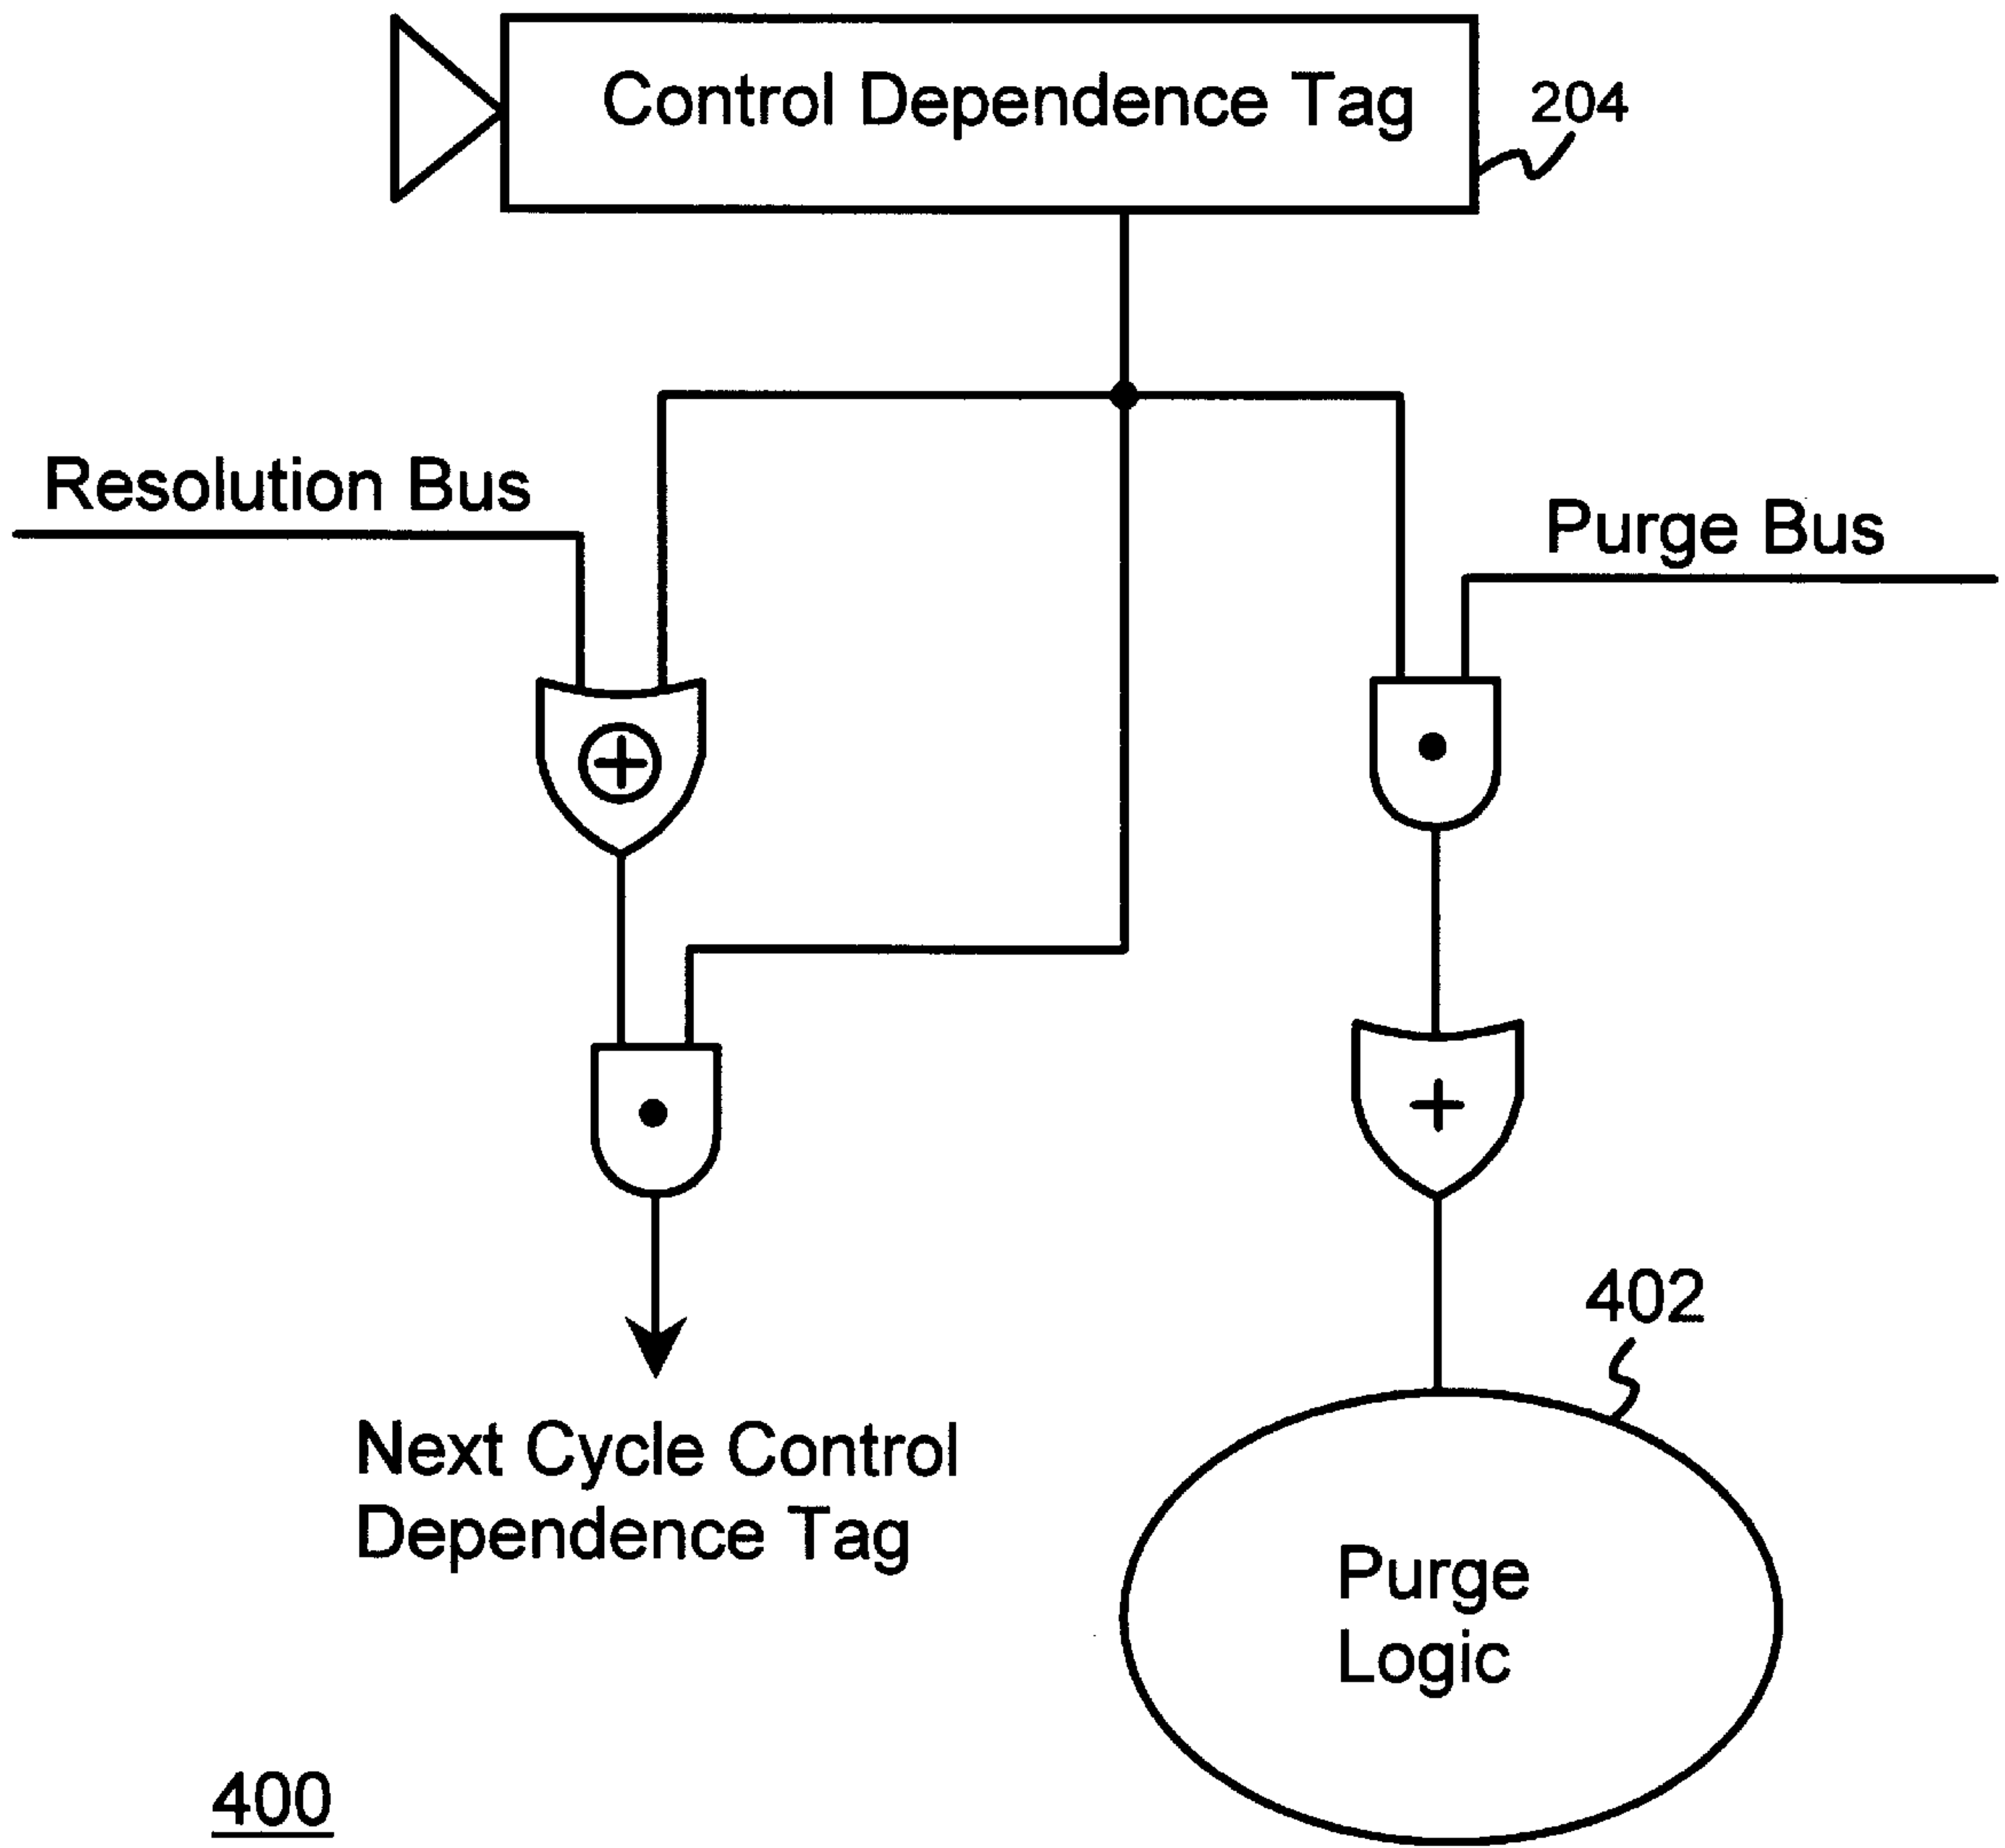 Control Dependence Tag
204
Resolution Bus
Purge Bus
402
Next Cycle Control
Dependence Tag
Purge
Logic
400